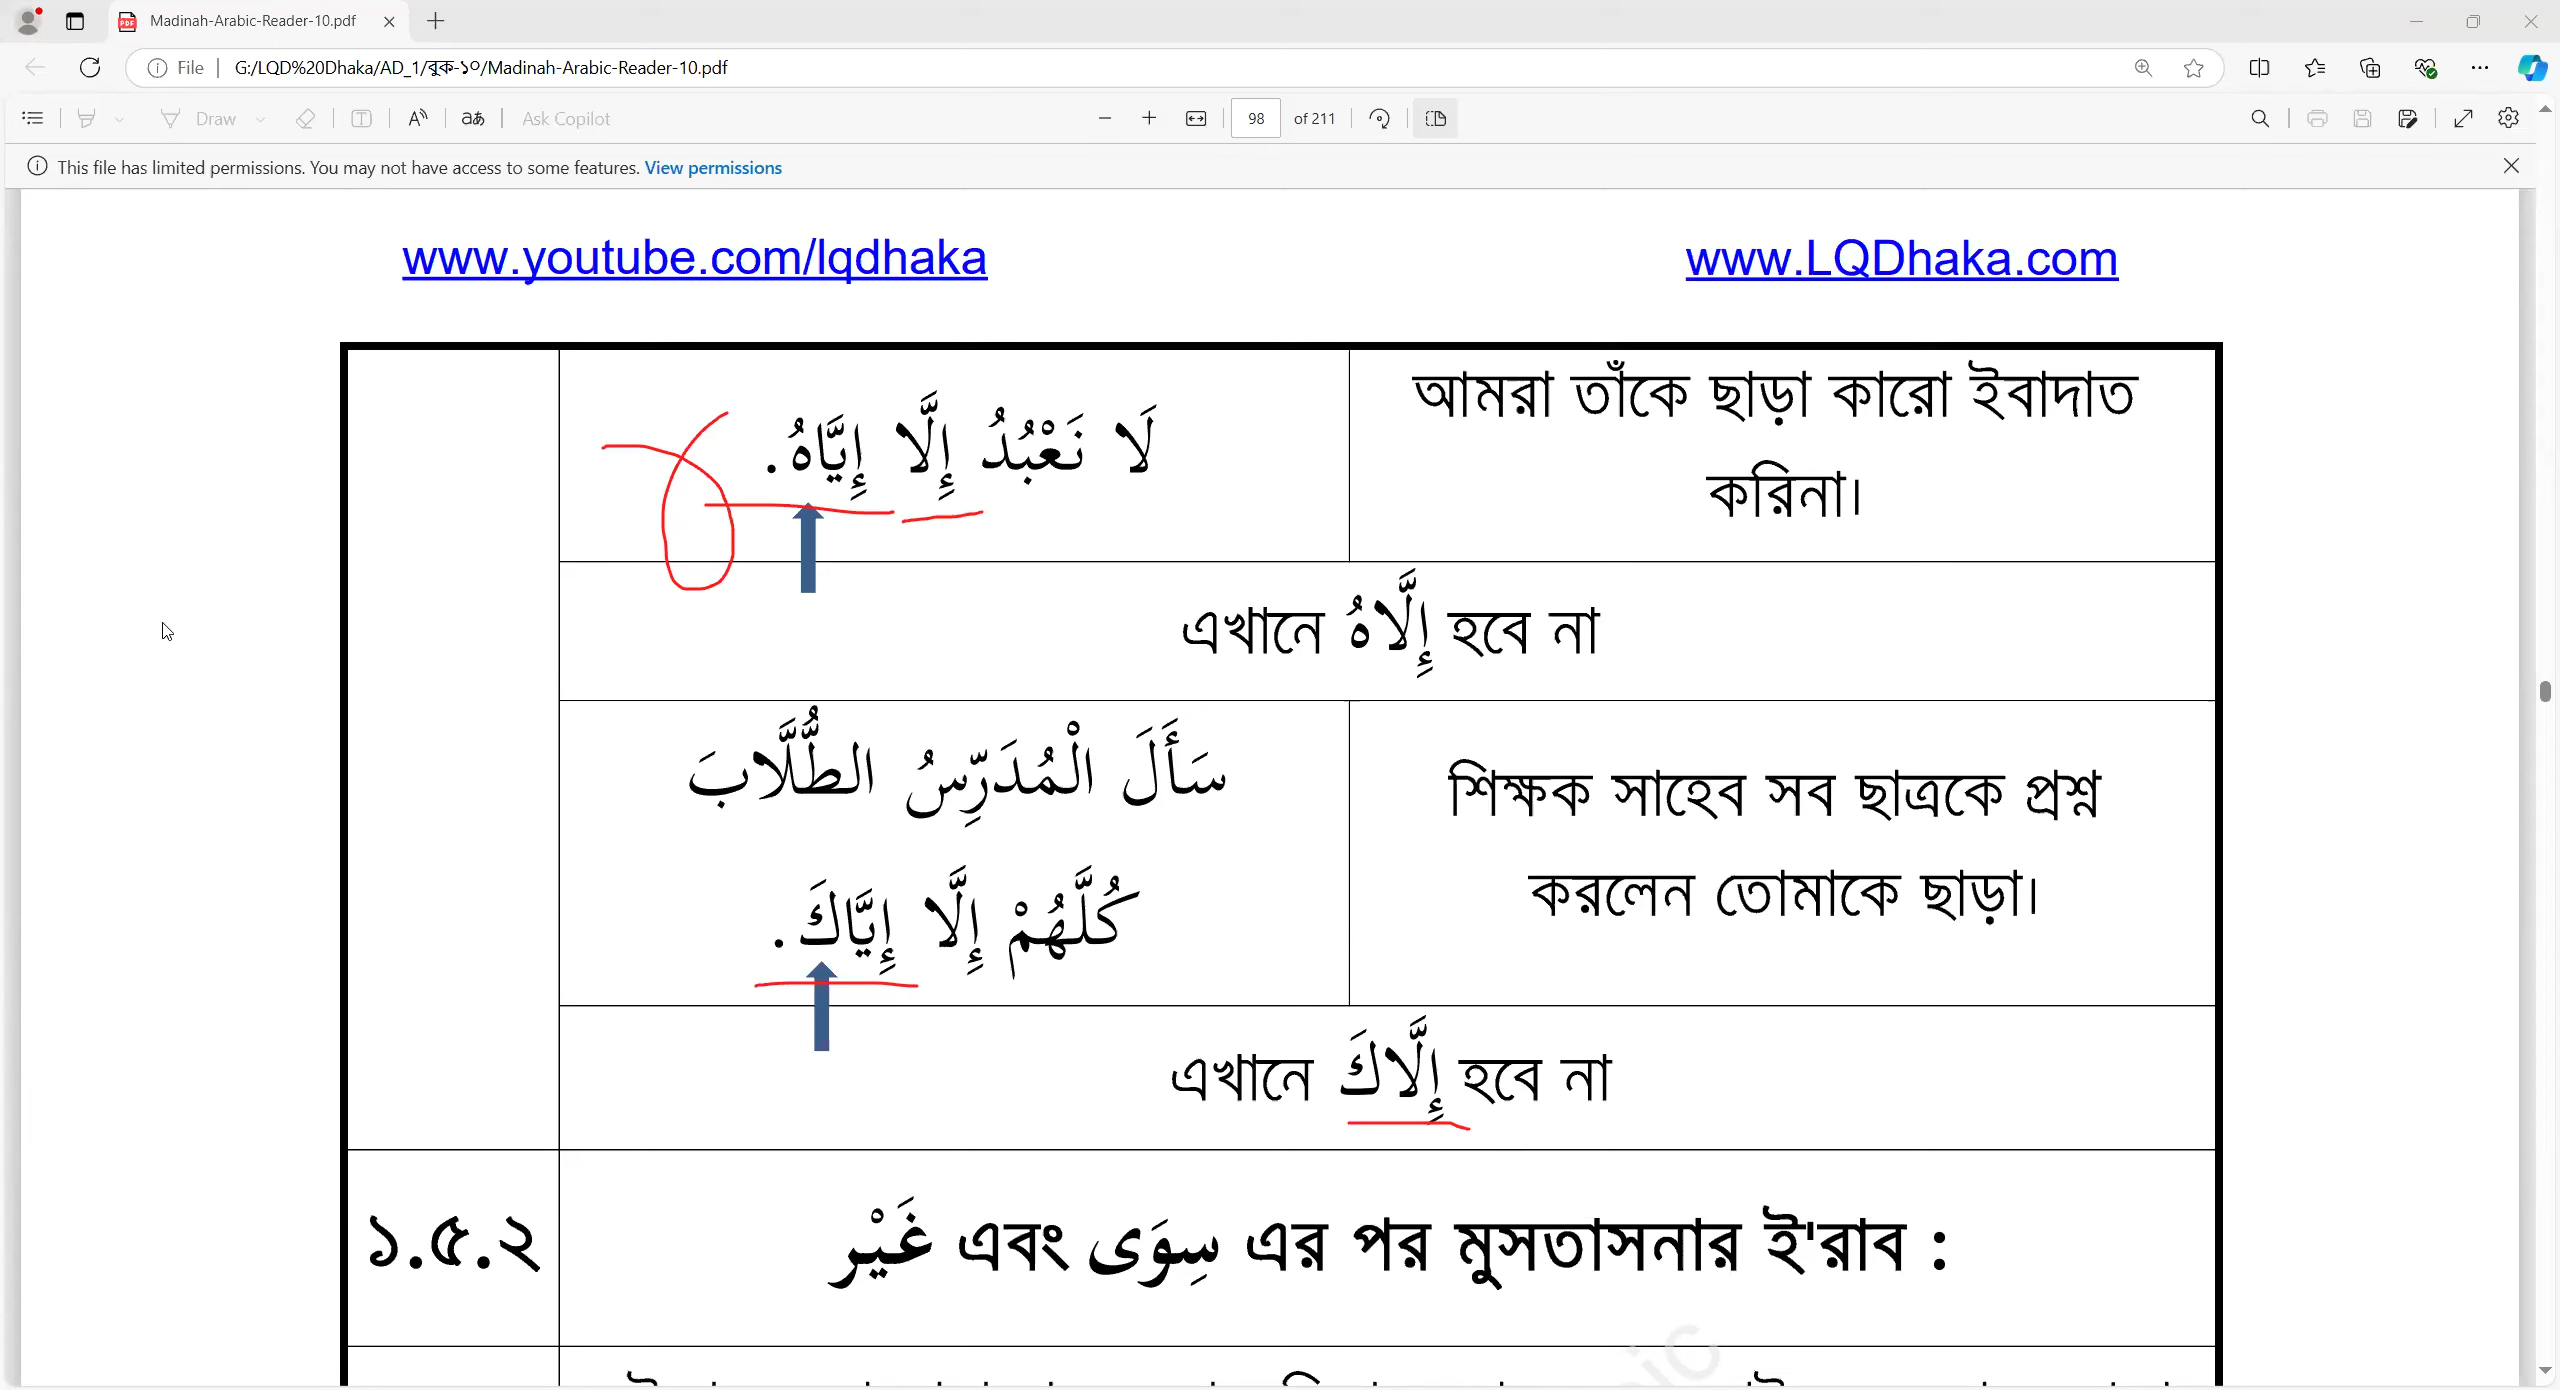 Madinah-Arabic-Reader-10.pdf
File G:/LQD%20Dhaka/AD_1/বুক-১০/Madinah-Arabic-Reader-10.pdf
Draw Ask Copilot 98 of 211
This file has limited permissions. You may not have access to some features. View permissions
www.youtube.com/lqdhaka www.LQDhaka.com
لَا نَعْبُدُ إِلَّا إِيَّاهُ.
আমরা তাঁকে ছাড়া কারো ইবাদাত
করিনা।
এখানে إِلَّاهُ হবে না
سَأَلَ الْمُدَرِّسُ الطُّلَّابَ
كُلَّهُمْ إِلَّا إِيَّاكَ.
শিক্ষক সাহেব সব ছাত্রকে প্রশ্ন
করলেন তোমাকে ছাড়া।
এখানে إِلَّاكَ হবে না
১.৫.২ غَيْر এবং سِوَى এর পর মুসতাসনার ই'রাব :